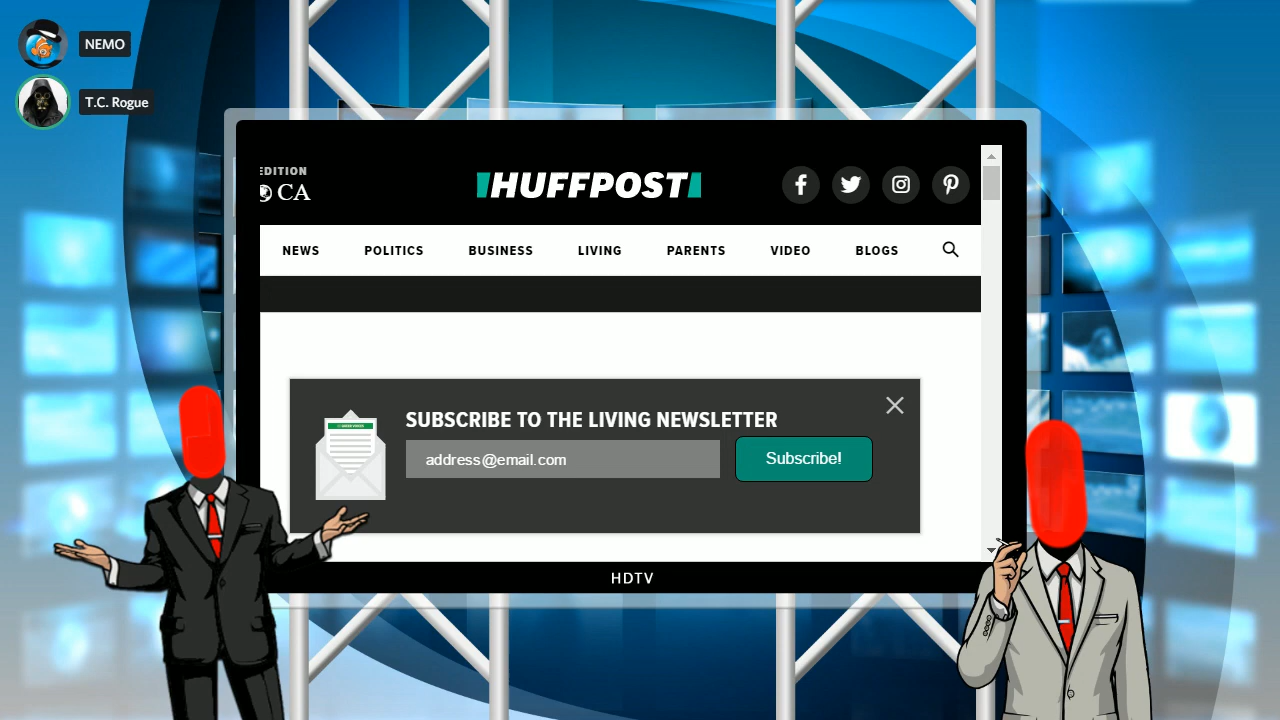 NEMO
T.C. Rogue
EDITION
CA
HUFFPOST
NEWS POLITICS BUSINESS LIVING PARENTS VIDEO BLOGS
SUBSCRIBE TO THE LIVING NEWSLETTER
address@email.com Subscribe!
HDTV